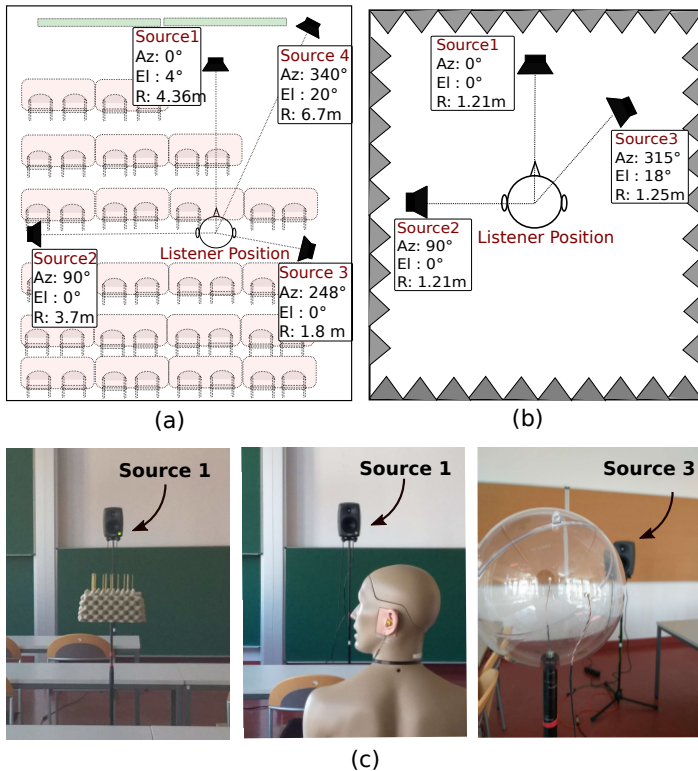 Source1
Az: 0°
El : 4°
R: 4.36m
Source 4
Az: 340°
El: 20°
R: 6.7m
Listener Position
Source2
Az: 90°
El: 0°
R: 3.7m
Source 3
Az: 248°
El: 0°
R: 1.8 m
(a)
Source1
Az: 0°
El: 0°
R: 1.21m
Source3
Az: 315°
El: 18°
R: 1.25m
Source2
Az: 90°
El: 0°
R: 1.21m
Listener Position
(b)
Source 1
Source 1
Source 3
(c)